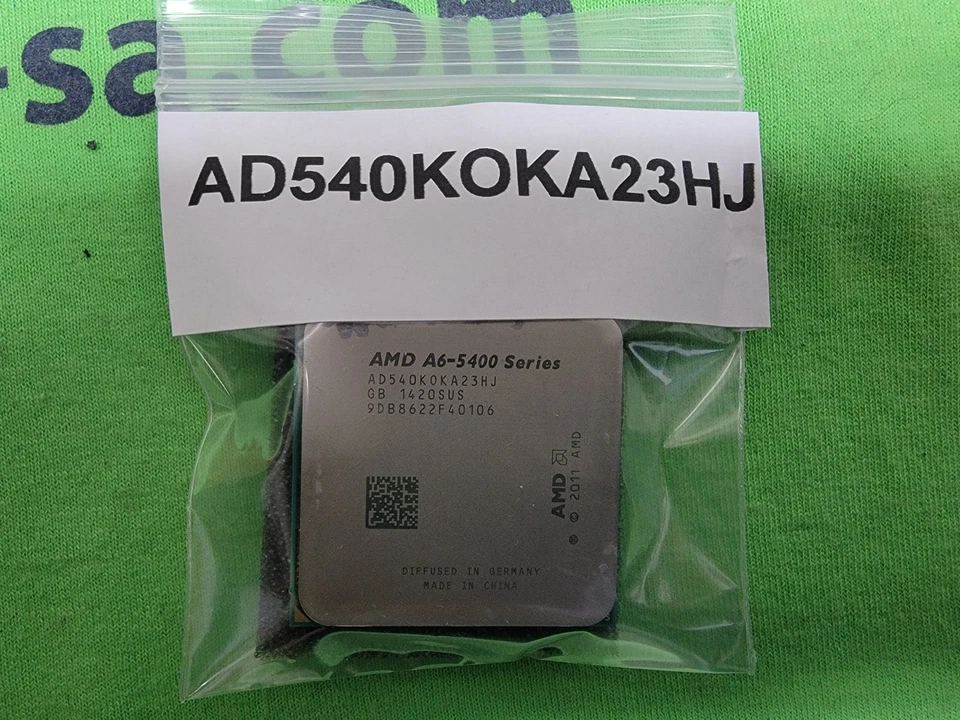 -sa.com
AD540KOKA23HJ
AMD A6-5400 Series
AD540KOKA23HJ
GB 1420SUS
9DB8622F40106
AMD
© 2011 AMD
DIFFUSED IN GERMANY
MADE IN CHINA